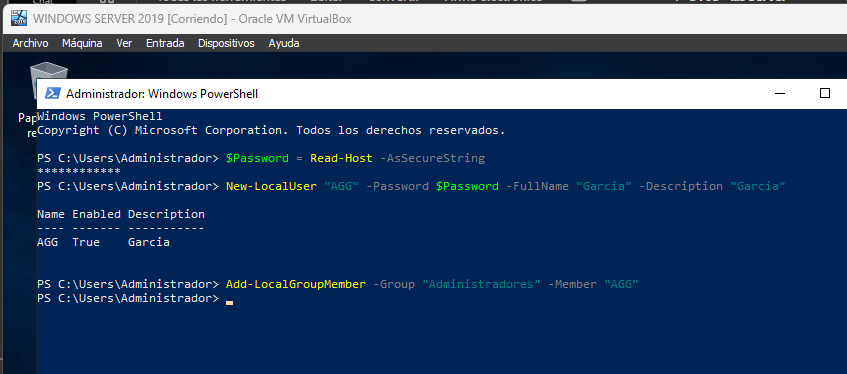 WINDOWS SERVER 2019 [Corriendo] - Oracle VM VirtualBox
Archivo Máquina Ver Entrada Dispositivos Ayuda
Administrador: Windows PowerShell
Windows PowerShell
Copyright (C) Microsoft Corporation. Todos los derechos reservados.
PS C:\Users\Administrador> $Password = Read-Host -AsSecureString
************
PS C:\Users\Administrador> New-LocalUser "AGG" -Password $Password -FullName "Garcia" -Description "Garcia"
Name Enabled Description
---- ------- -----------
AGG True Garcia
PS C:\Users\Administrador> Add-LocalGroupMember -Group "Administradores" -Member "AGG"
PS C:\Users\Administrador>